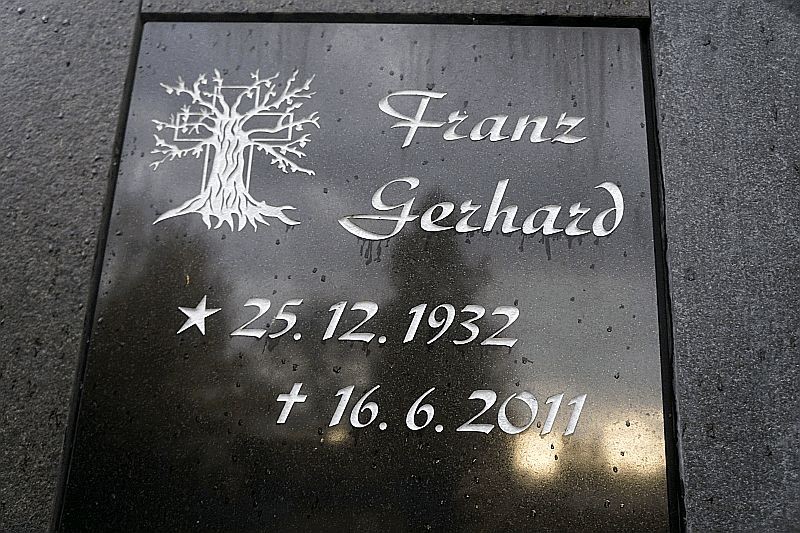 Franz
Gerhard
★ 25. 12. 1932
✝ 16. 6. 2011